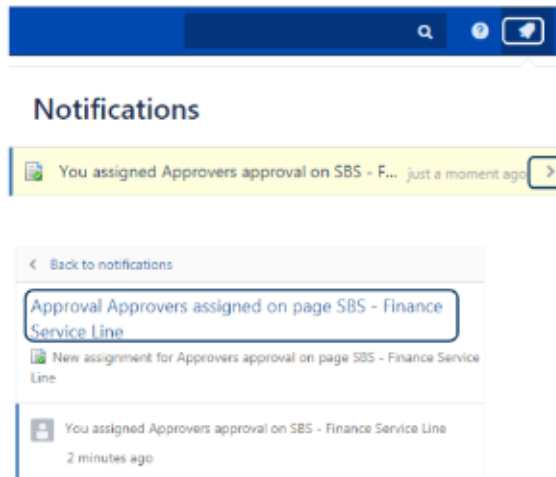 Notifications
You assigned Approvers approval on SBS - F... just a moment ago
Back to notifications
Approval Approvers assigned on page SBS - Finance
Service Line
New assignment for Approvers approval on page SBS - Finance Service
Line
You assigned Approvers approval on SBS - Finance Service Line
2 minutes ago